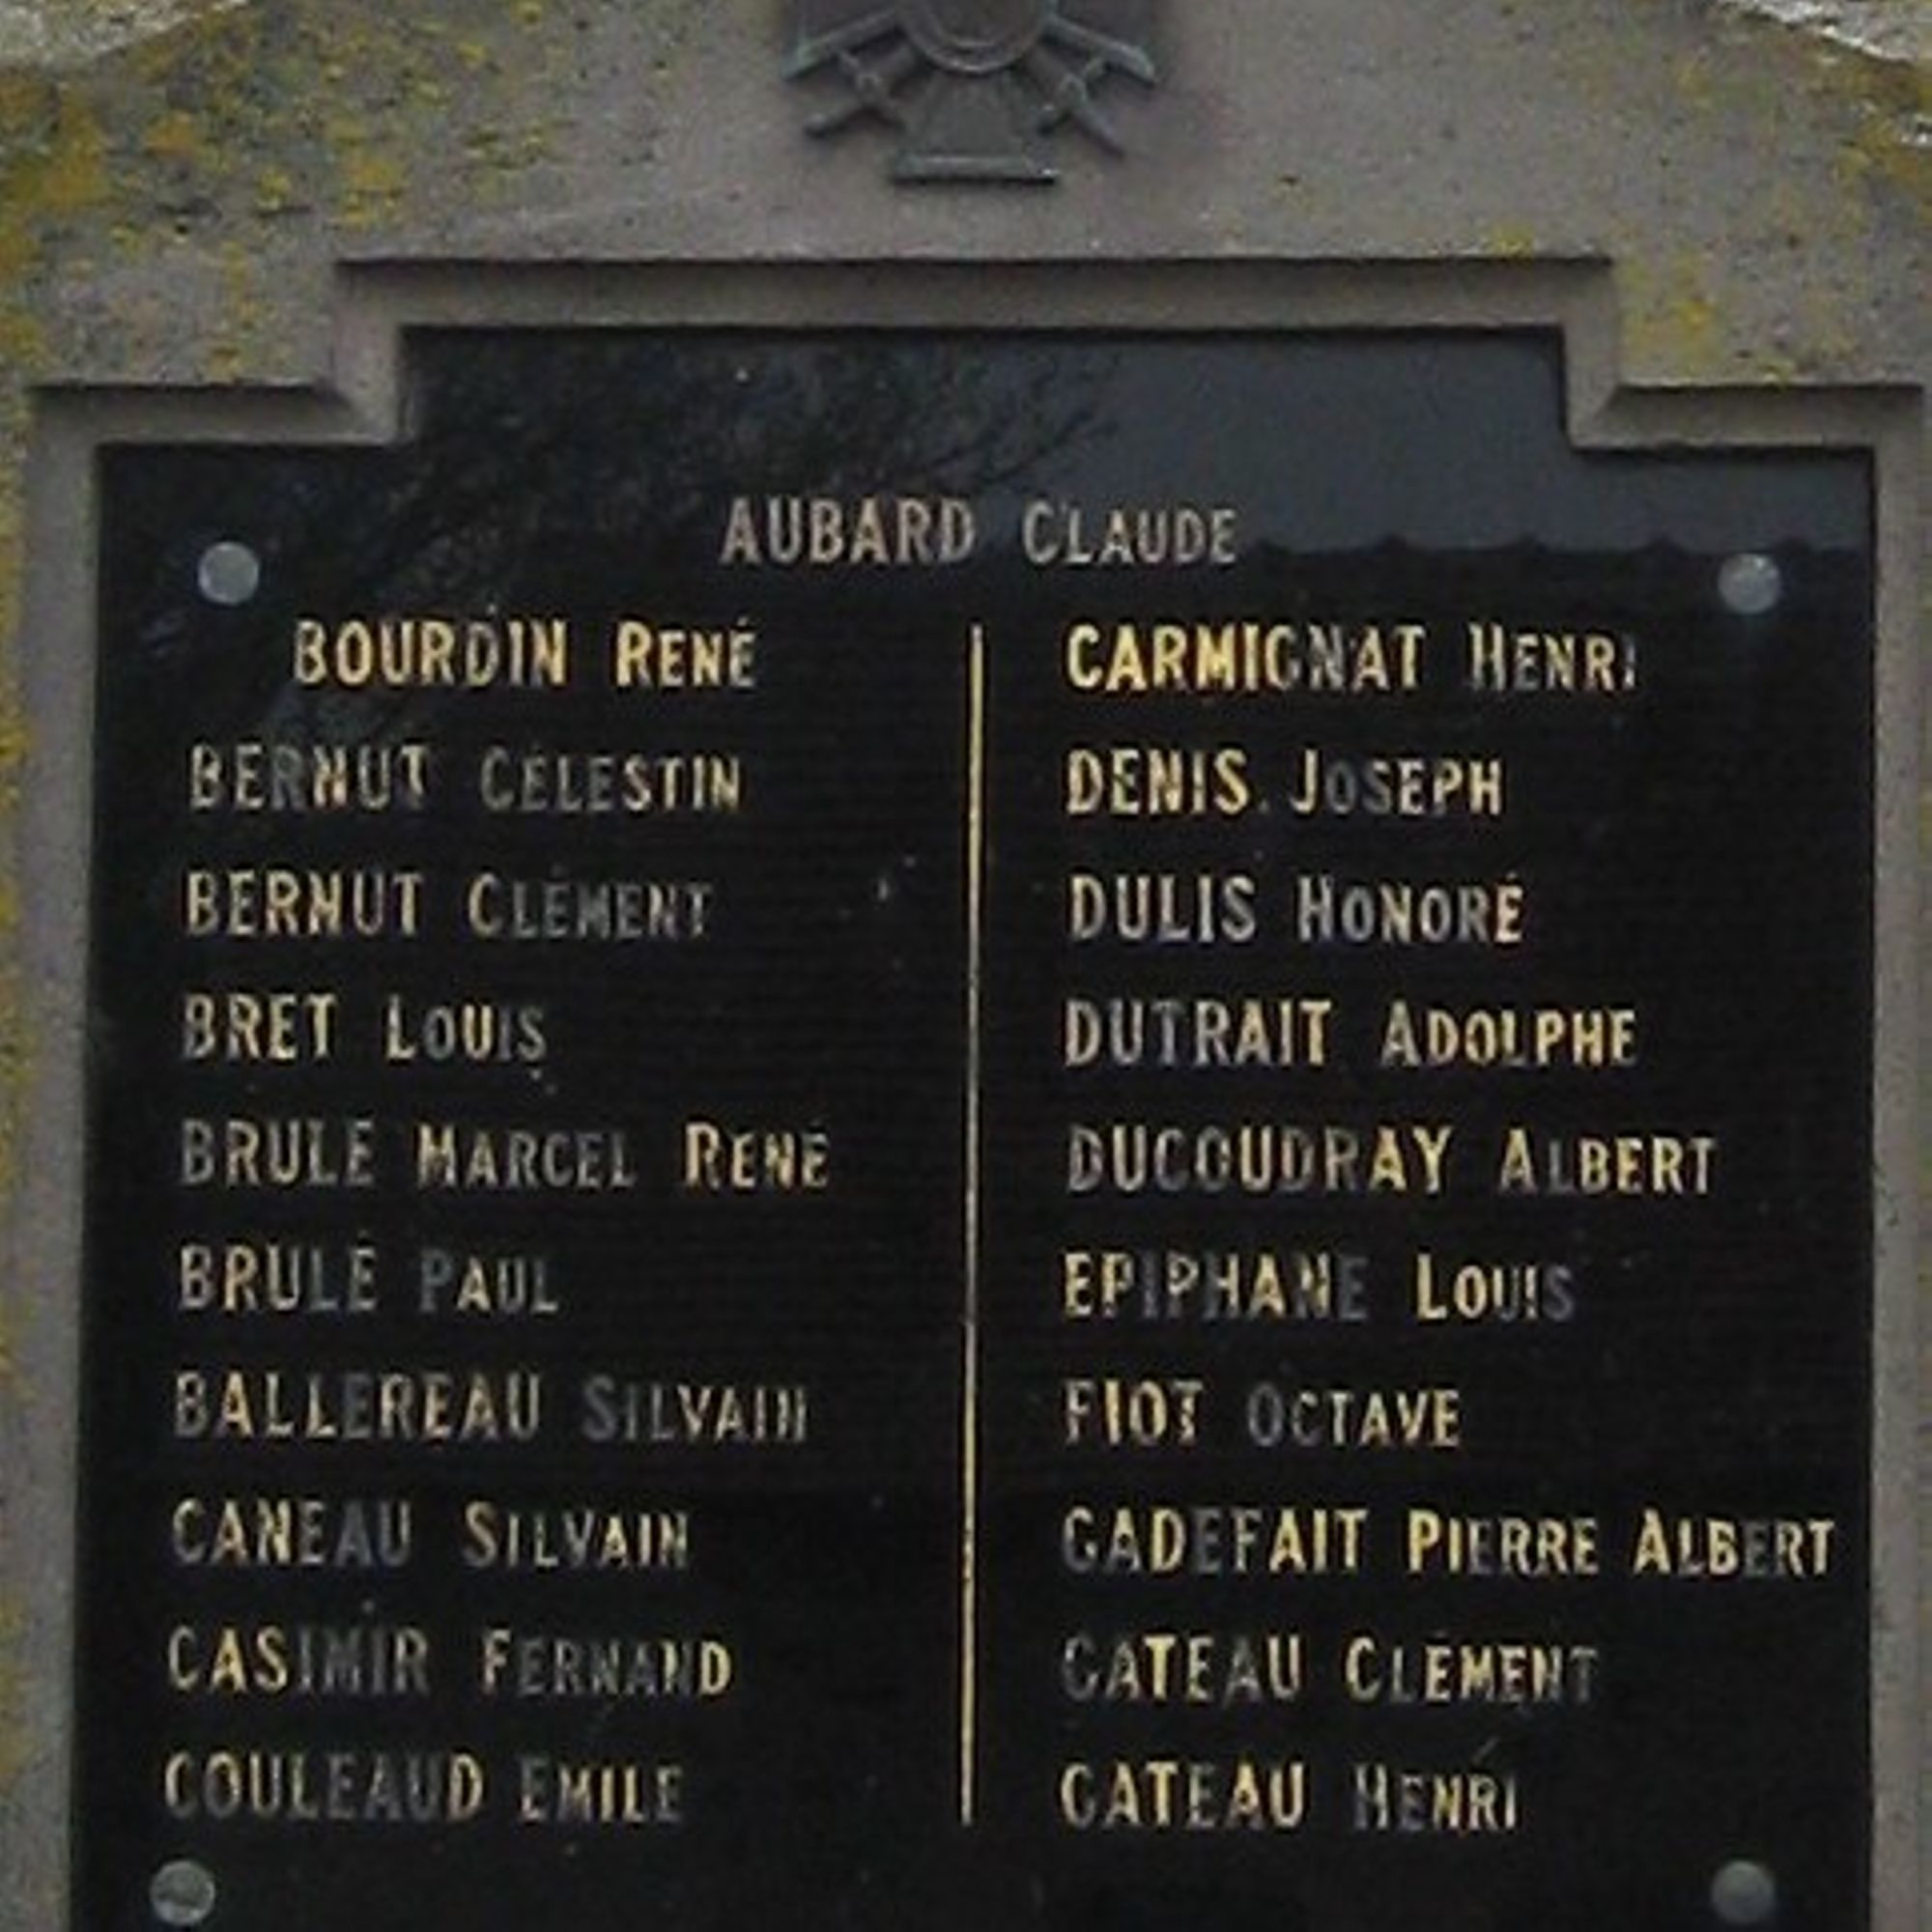 AUBARD CLAUDE
BOURDIN RENÉ
BERNUT CÉLESTIN
BERNUT CLÉMENT
BRET LOUIS
BRULÉ MARCEL RENÉ
BRULÉ PAUL
BALLEREAU SILVAIN
CANEAU SILVAIN
CASIMIR FERNAND
COULEAUD EMILE
CARMIGNAT HENRI
DENIS JOSEPH
DULIS HONORÉ
DUTRAIT ADOLPHE
DUCOUDRAY ALBERT
EPIPHANE LOUIS
FIOT OCTAVE
GADEFAIT PIERRE ALBERT
GATEAU CLÉMENT
GATEAU HENRI